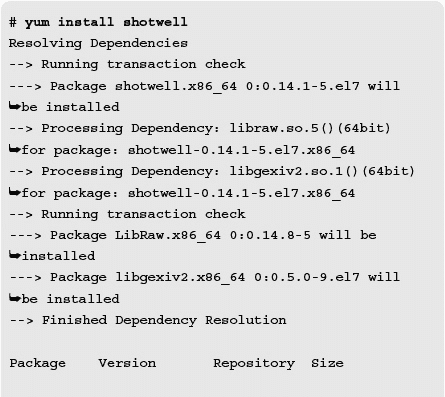 # yum install shotwell
Resolving Dependencies
--> Running transaction check
---> Package shotwell.x86_64 0:0.14.1-5.el7 will
➥be installed
--> Processing Dependency: libraw.so.5()(64bit)
➥for package: shotwell-0.14.1-5.el7.x86_64
--> Processing Dependency: libgexiv2.so.1()(64bit)
➥for package: shotwell-0.14.1-5.el7.x86_64
--> Running transaction check
---> Package LibRaw.x86_64 0:0.14.8-5 will be
➥installed
---> Package libgexiv2.x86_64 0:0.5.0-9.el7 will
➥be installed
--> Finished Dependency Resolution
Package Version Repository Size